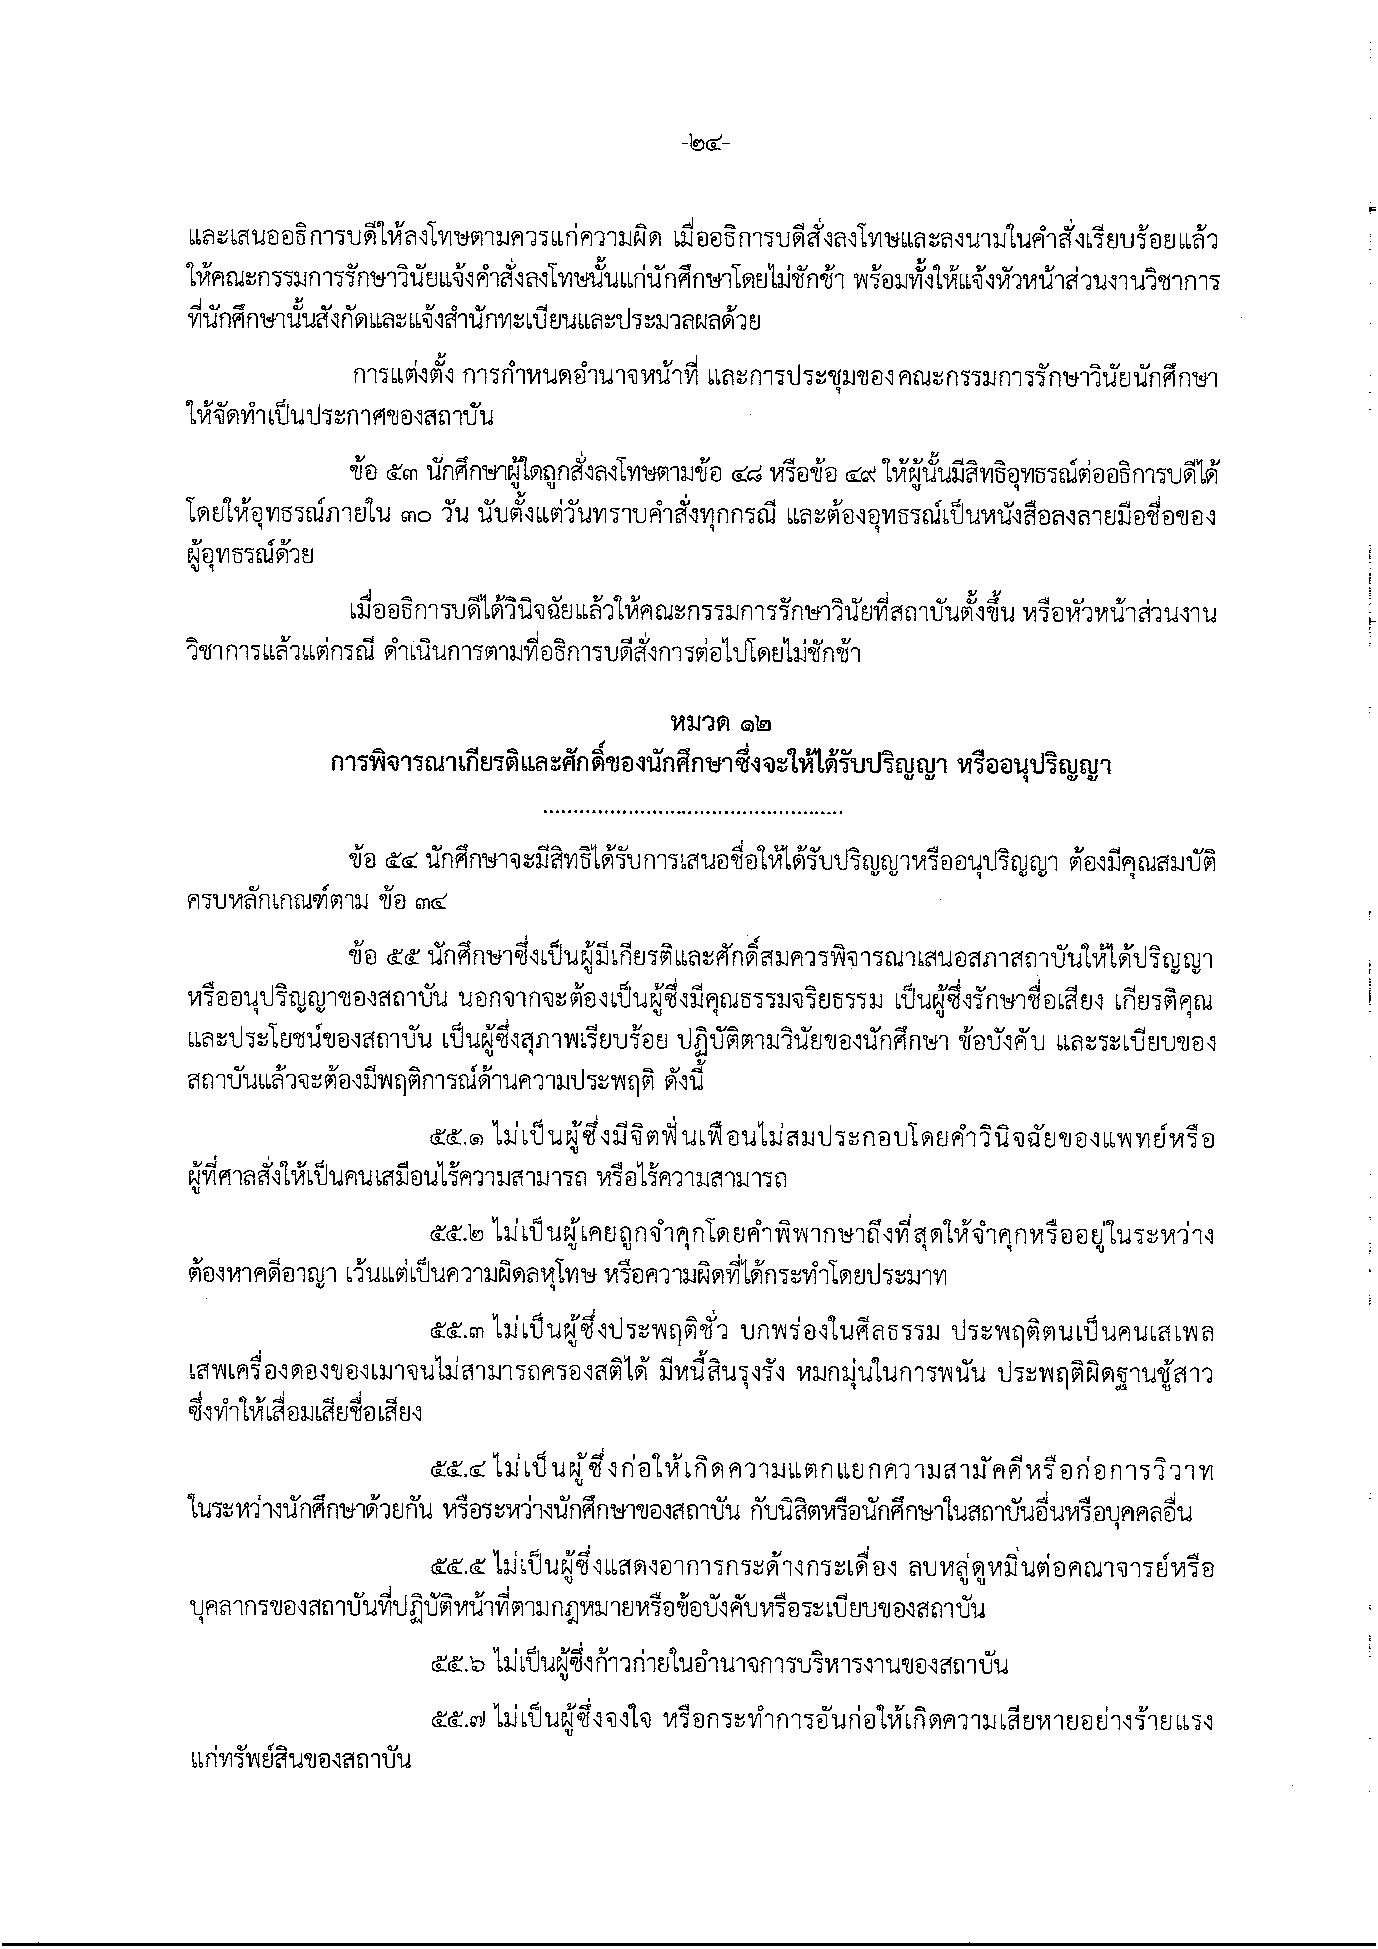 -๒๔-
และเสนออธิการบดีให้ลงโทษตามควรแก่ความผิด เมื่ออธิการบดีสั่งลงโทษและลงนามในคำสั่งเรียบร้อยแล้ว
ให้คณะกรรมการรักษาวินัยแจ้งคำสั่งลงโทษนั้นแก่นักศึกษาโดยไม่ชักช้า พร้อมทั้งให้แจ้งหัวหน้าส่วนงานวิชาการ
ที่นักศึกษานั้นสังกัดและแจ้งสำนักทะเบียนและประมวลผลด้วย
การแต่งตั้ง การกำหนดอำนาจหน้าที่ และการประชุมของคณะกรรมการรักษาวินัยนักศึกษา
ให้จัดทำเป็นประกาศของสถาบัน
ข้อ ๕๓ นักศึกษาผู้ใดถูกสั่งลงโทษตามข้อ ๔๘ หรือข้อ ๔๙ ให้ผู้นั้นมีสิทธิอุทธรณ์ต่ออธิการบดีได้
โดยให้อุทธรณ์ภายใน ๓๐ วัน นับตั้งแต่วันทราบคำสั่งทุกกรณี และต้องอุทธรณ์เป็นหนังสือลงลายมือชื่อของ
ผู้อุทธรณ์ด้วย
เมื่ออธิการบดีได้วินิจฉัยแล้วให้คณะกรรมการรักษาวินัยที่สถาบันตั้งขึ้น หรือหัวหน้าส่วนงาน
วิชาการแล้วแต่กรณี ดำเนินการตามที่อธิการบดีสั่งการต่อไปโดยไม่ชักช้า
หมวด ๑๒
การพิจารณาเกียรติและศักดิ์ของนักศึกษาซึ่งจะให้ได้รับปริญญา หรืออนุปริญญา
..................................................
ข้อ ๕๔ นักศึกษาจะมีสิทธิได้รับการเสนอชื่อให้ได้รับปริญญาหรืออนุปริญญา ต้องมีคุณสมบัติ
ครบหลักเกณฑ์ตาม ข้อ ๓๔
ข้อ ๕๕ นักศึกษาซึ่งเป็นผู้มีเกียรติและศักดิ์สมควรพิจารณาเสนอสภาสถาบันให้ได้ปริญญา
หรืออนุปริญญาของสถาบัน นอกจากจะต้องเป็นผู้ซึ่งมีคุณธรรมจริยธรรม เป็นผู้ซึ่งรักษาชื่อเสียง เกียรติคุณ
และประโยชน์ของสถาบัน เป็นผู้ซึ่งสุภาพเรียบร้อย ปฏิบัติตามวินัยของนักศึกษา ข้อบังคับ และระเบียบของ
สถาบันแล้วจะต้องมีพฤติการณ์ด้านความประพฤติ ดังนี้
๕๕.๑ ไม่เป็นผู้ซึ่งมีจิตฟั่นเฟือนไม่สมประกอบโดยคำวินิจฉัยของแพทย์หรือ
ผู้ที่ศาลสั่งให้เป็นคนเสมือนไร้ความสามารถ หรือไร้ความสามารถ
๕๕.๒ ไม่เป็นผู้เคยถูกจำคุกโดยคำพิพากษาถึงที่สุดให้จำคุกหรืออยู่ในระหว่าง
ต้องหาคดีอาญา เว้นแต่เป็นความผิดลหุโทษ หรือความผิดที่ได้กระทำโดยประมาท
๕๕.๓ ไม่เป็นผู้ซึ่งประพฤติชั่ว บกพร่องในศีลธรรม ประพฤติตนเป็นคนเสเพล
เสพเครื่องดองของเมาจนไม่สามารถครองสติได้ มีหนี้สินรุงรัง หมกมุ่นในการพนัน ประพฤติผิดฐานชู้สาว
ซึ่งทำให้เสื่อมเสียชื่อเสียง
๕๕.๔ ไม่เป็นผู้ซึ่งก่อให้เกิดความแตกแยกความสามัคคีหรือก่อการวิวาท
ในระหว่างนักศึกษาด้วยกัน หรือระหว่างนักศึกษาของสถาบัน กับนิสิตหรือนักศึกษาในสถาบันอื่นหรือบุคคลอื่น
๕๕.๕ ไม่เป็นผู้ซึ่งแสดงอาการกระด้างกระเดื่อง ลบหลู่ดูหมิ่นต่อคณาจารย์หรือ
บุคลากรของสถาบันที่ปฏิบัติหน้าที่ตามกฎหมายหรือข้อบังคับหรือระเบียบของสถาบัน
๕๕.๖ ไม่เป็นผู้ซึ่งก้าวก่ายในอำนาจการบริหารงานของสถาบัน
๕๕.๗ ไม่เป็นผู้ซึ่งจงใจ หรือกระทำการอันก่อให้เกิดความเสียหายอย่างร้ายแรง
แก่ทรัพย์สินของสถาบัน